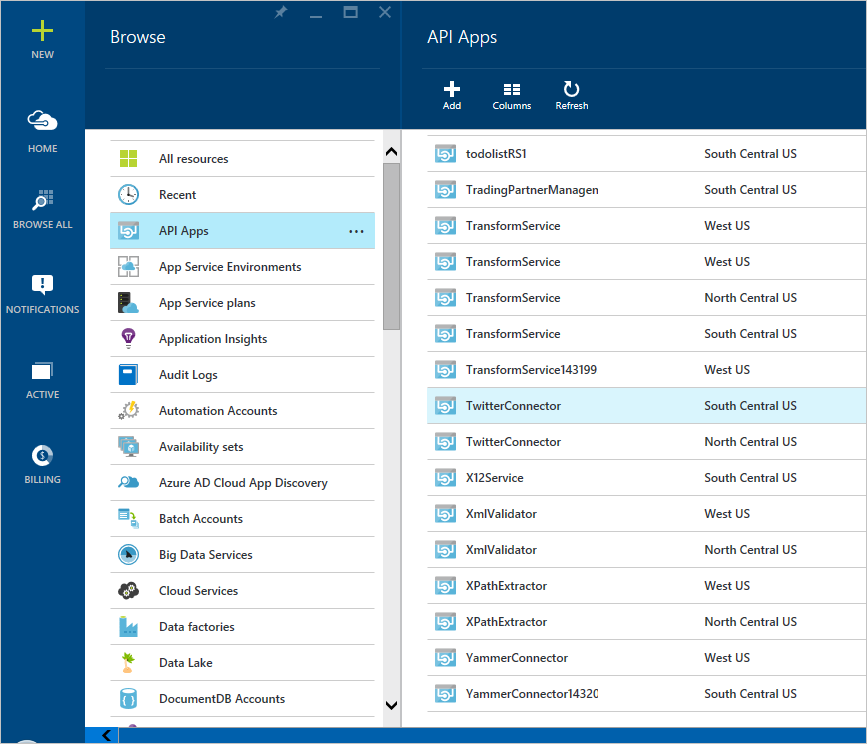 NEW
HOME
BROWSE ALL
NOTIFICATIONS
ACTIVE
BILLING
Browse
All resources
Recent
API Apps
App Service Environments
App Service plans
Application Insights
Audit Logs
Automation Accounts
Availability sets
Azure AD Cloud App Discovery
Batch Accounts
Big Data Services
Cloud Services
Data factories
Data Lake
DocumentDB Accounts
API Apps
Add Columns Refresh
todolistRS1 South Central US
TradingPartnerManagen South Central US
TransformService West US
TransformService West US
TransformService North Central US
TransformService South Central US
TransformService143199 West US
TwitterConnector South Central US
TwitterConnector North Central US
X12Service South Central US
XmlValidator West US
XmlValidator North Central US
XPathExtractor West US
XPathExtractor North Central US
YammerConnector West US
YammerConnector14320 South Central US